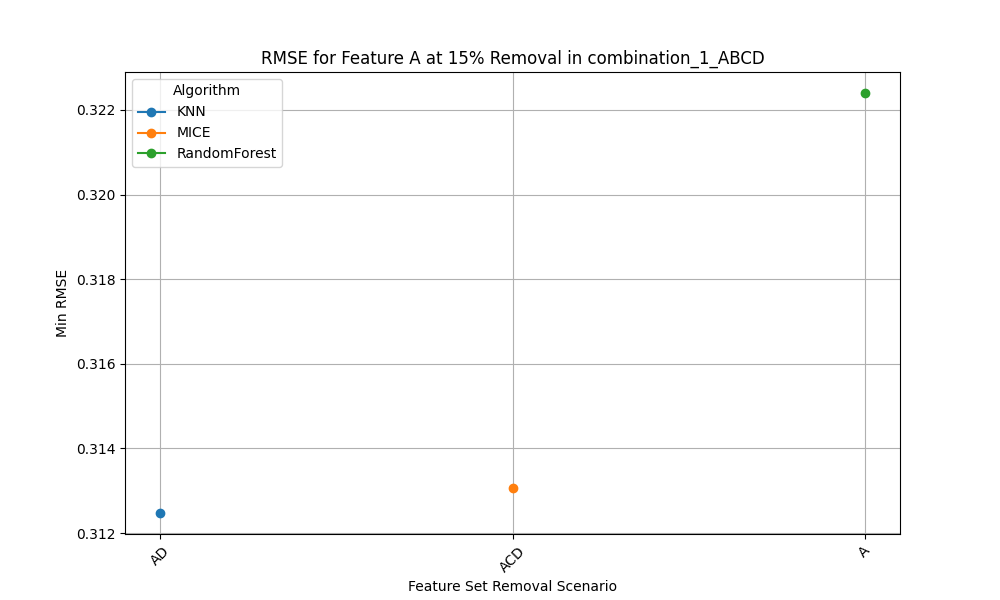 RMSE for Feature A at 15% Removal in combination_1_ABCD
Algorithm
KNN
MICE
RandomForest
0.322
0.320
0.318
0.316
0.314
0.312
Min RMSE
AD
ACD
A
Feature Set Removal Scenario